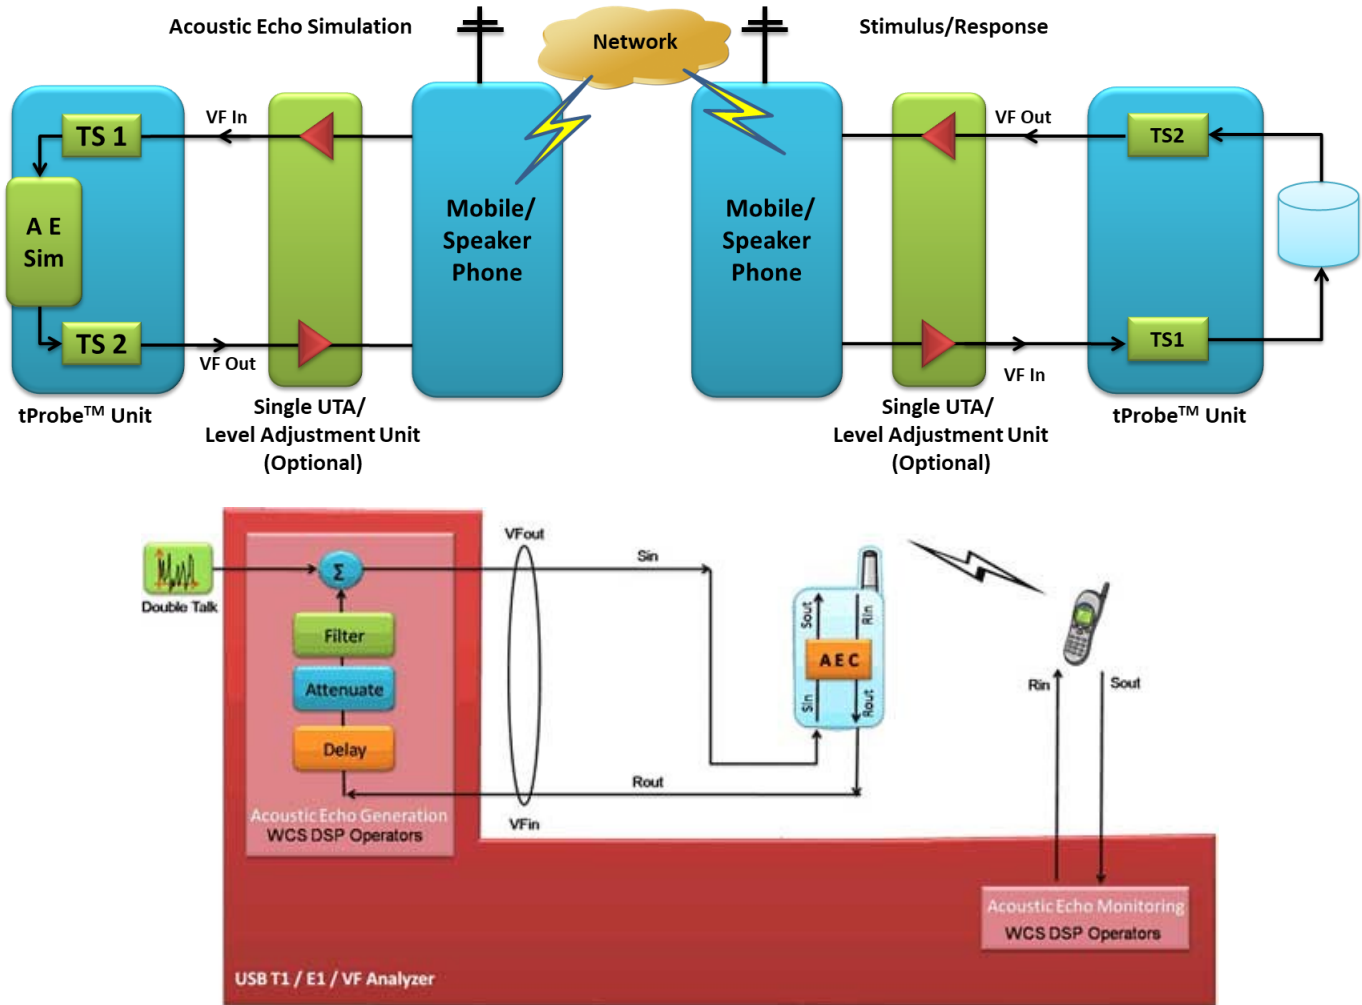 Acoustic Echo Simulation
Network
Stimulus/Response
VF In
TS 1
A E
Sim
TS 2
VF Out
Mobile/
Speaker
Phone
Mobile/
Speaker
Phone
VF Out
TS2
TS1
VF In
tProbe™ Unit
Single UTA/
Level Adjustment Unit
(Optional)
Single UTA/
Level Adjustment Unit
(Optional)
tProbe™ Unit
Double Talk
Σ
Filter
Attenuate
Delay
Acoustic Echo Generation
WCS DSP Operators
VFout
Sin
Sout
Rin
AEC
Sin
Rout
Rout
VFin
Rin
Sout
Acoustic Echo Monitoring
WCS DSP Operators
USB T1 / E1 / VF Analyzer